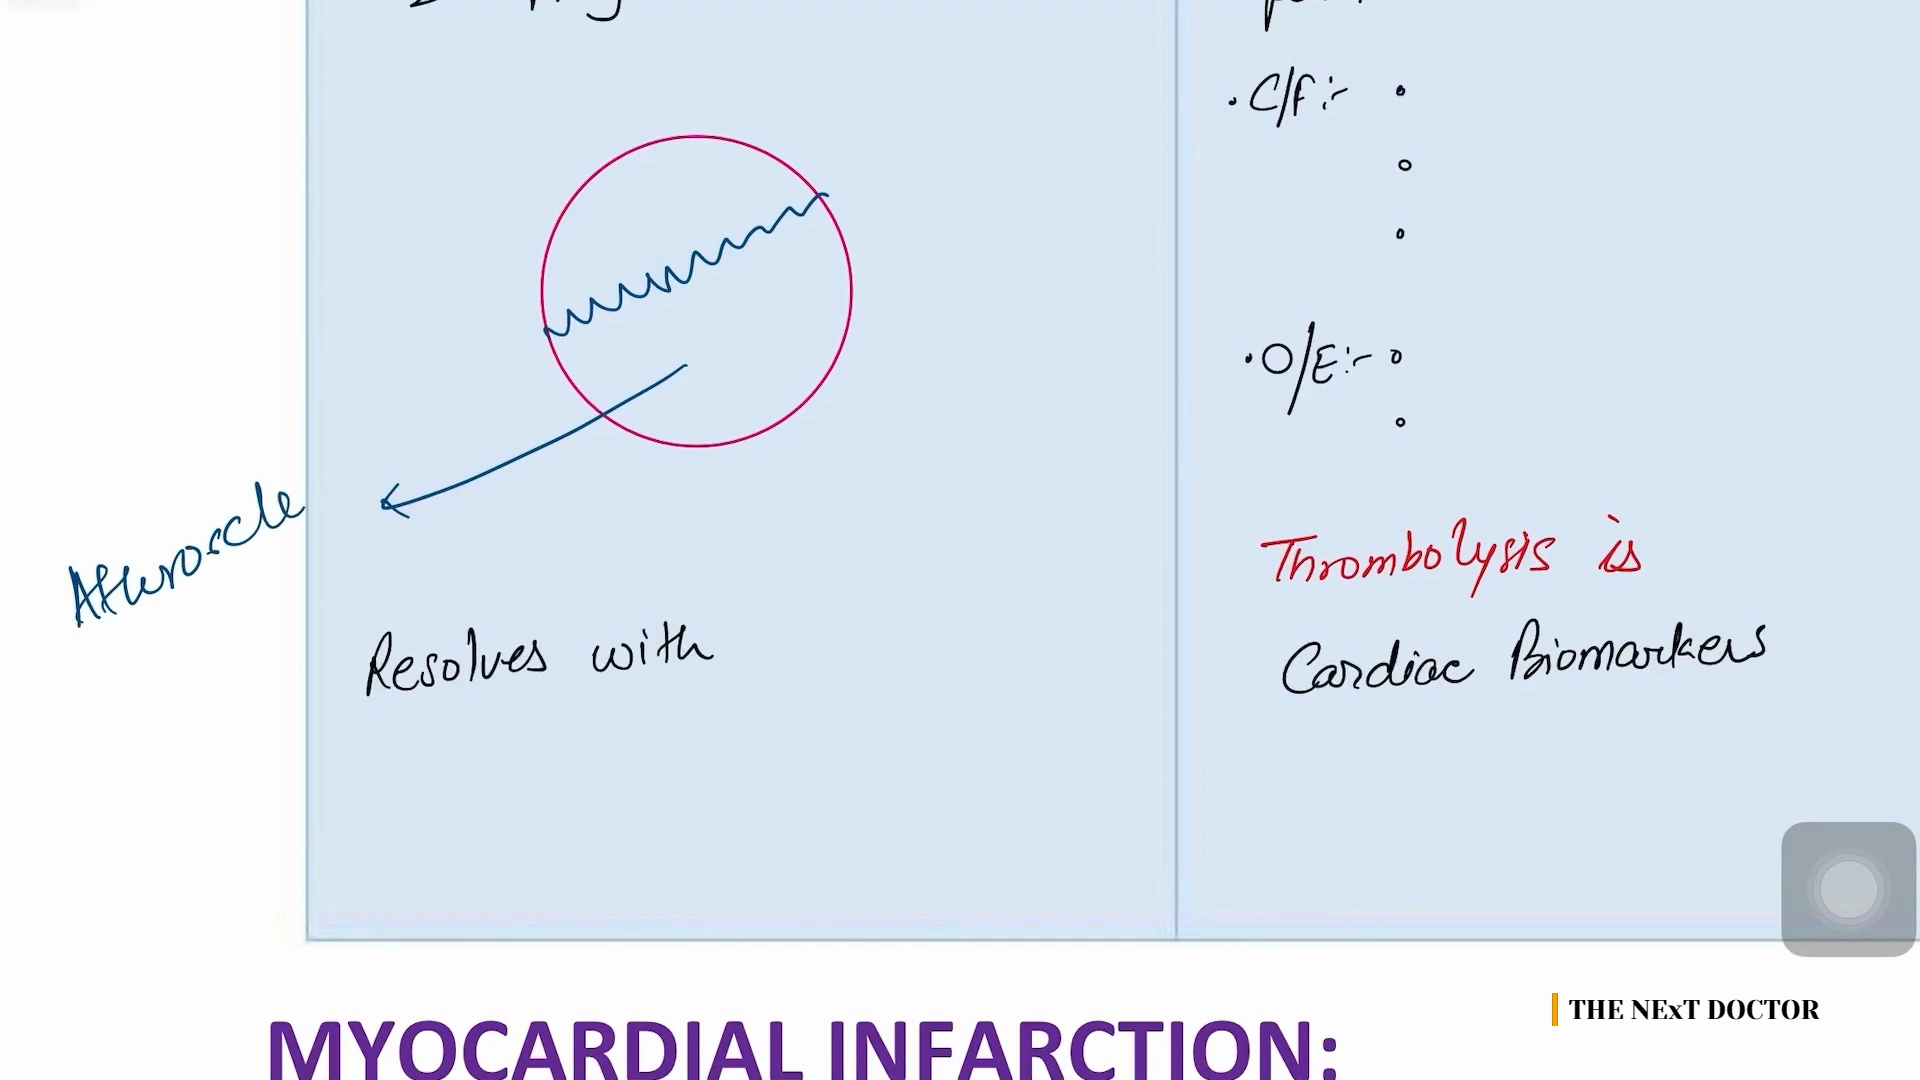 • C/F :-
• O/E :-
Atheroscle
Thrombolysis is
Resolves with
Cardiac Biomarkers
THE NExT DOCTOR
MYOCARDIAL INFARCTION: